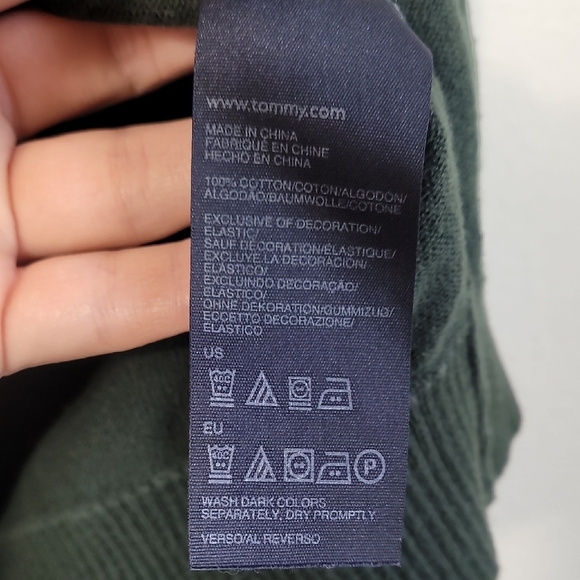 www.tommy.com
MADE IN CHINA
FABRIQUÉ EN CHINE
HECHO EN CHINA
100% COTTON/COTON/ALGODÓN/
ALGODÃO/BAUMWOLLE/COTONE
EXCLUSIVE OF DECORATION/
ELASTIC/
SAUF DÉCORATION/ÉLASTIQUE/
EXCLUYE LA DECORACIÓN/
ELÁSTICO/
EXCLUINDO DECORAÇÃO/
ELÁSTICO/
OHNE DEKORATION/GUMMIZUG/
ECCETTO DECORAZIONE/
ELASTICO
US
40C
EU
40C P
WASH DARK COLORS
SEPARATELY, DRY PROMPTLY.
VERSO/AL REVERSO